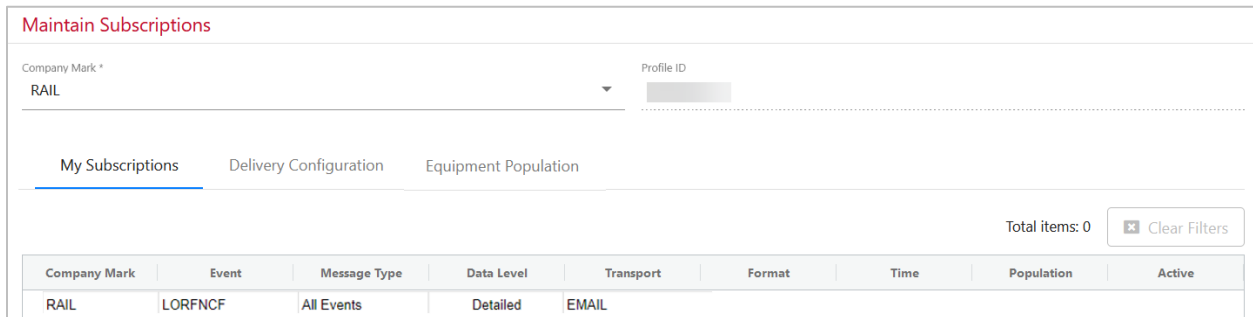 Maintain Subscriptions
Company Mark *
Profile ID
RAIL
My Subscriptions Delivery Configuration Equipment Population
Total items: 0 Clear Filters
Company Mark Event Message Type Data Level Transport Format Time Population Active
RAIL LORFNCF All Events Detailed EMAIL